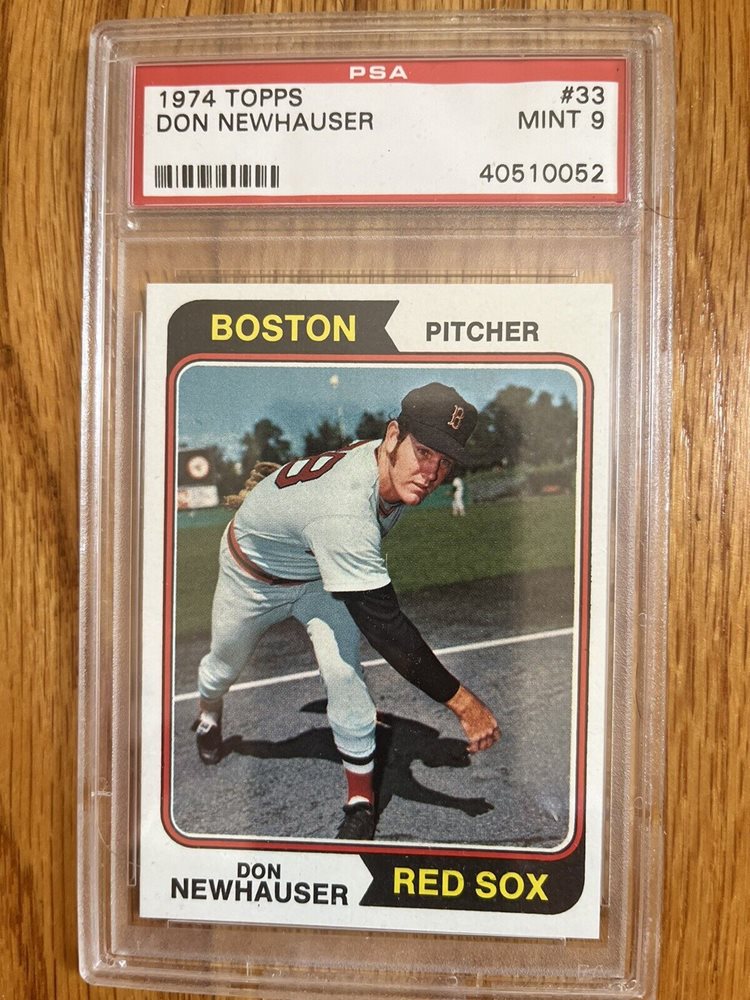 PSA
1974 TOPPS #33
DON NEWHAUSER MINT 9
40510052
BOSTON PITCHER
B
DON
NEWHAUSER
RED SOX